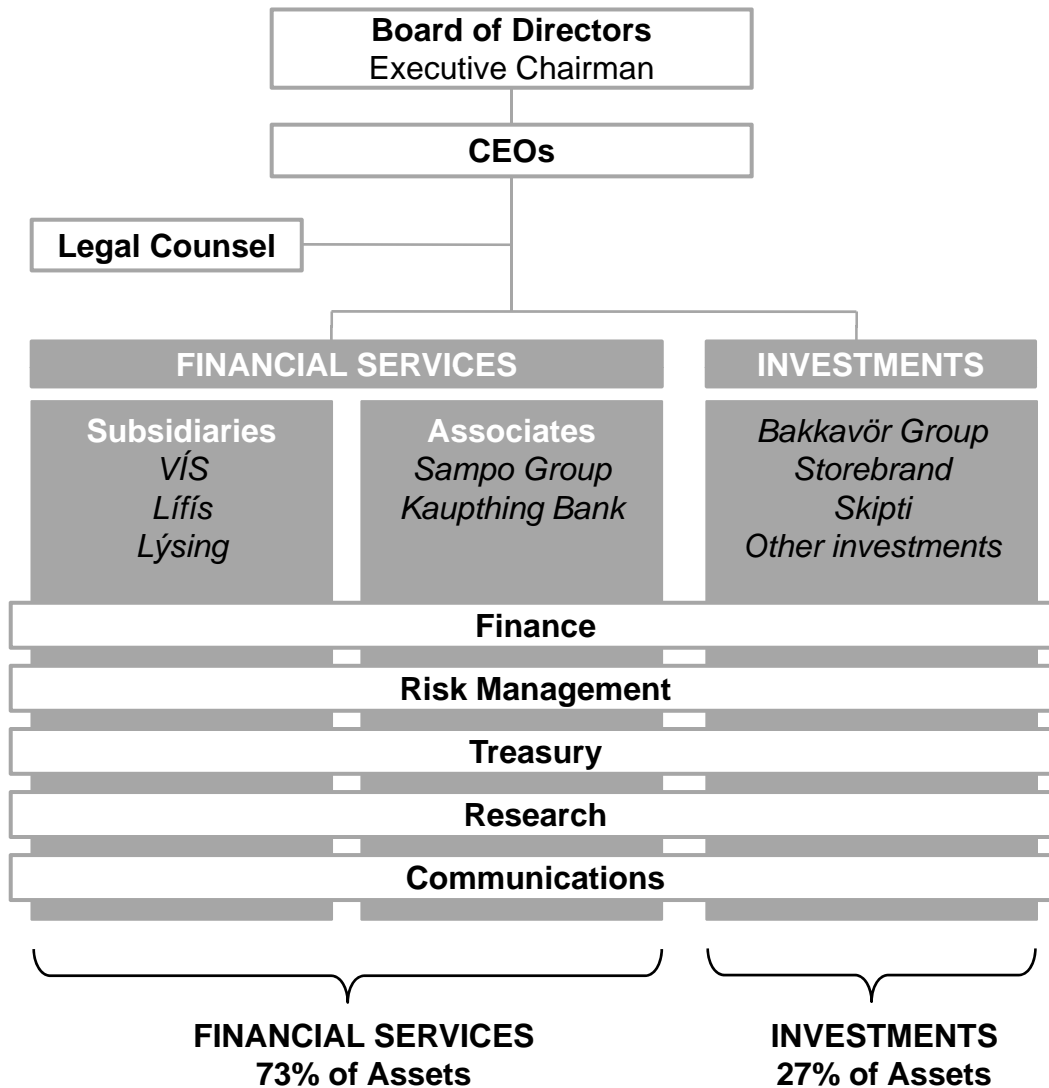 Board of Directors
Executive Chairman
CEOs
Legal Counsel
FINANCIAL SERVICES
INVESTMENTS
Subsidiaries
VÍS
Lífís
Lýsing
Associates
Sampo Group
Kaupthing Bank
Bakkavör Group
Storebrand
Skipti
Other investments
Finance
Risk Management
Treasury
Research
Communications
FINANCIAL SERVICES
73% of Assets
INVESTMENTS
27% of Assets